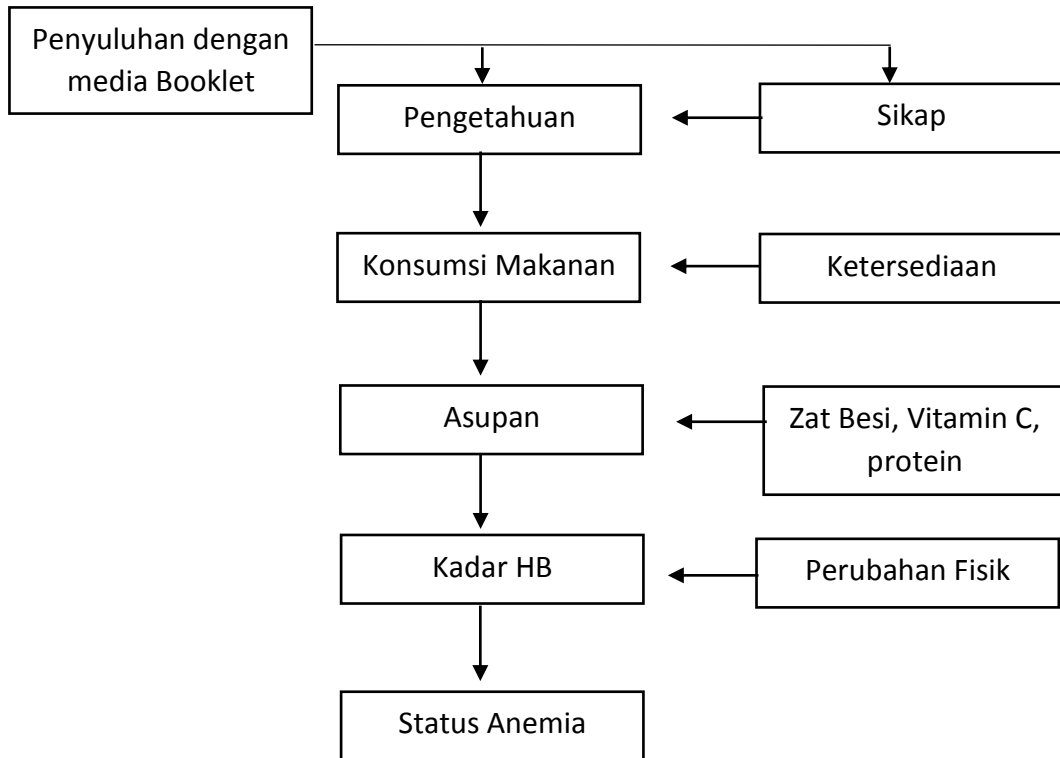 Penyuluhan dengan
media Booklet
Pengetahuan
Sikap
Konsumsi Makanan
Ketersediaan
Asupan
Zat Besi, Vitamin C,
protein
Kadar HB
Perubahan Fisik
Status Anemia